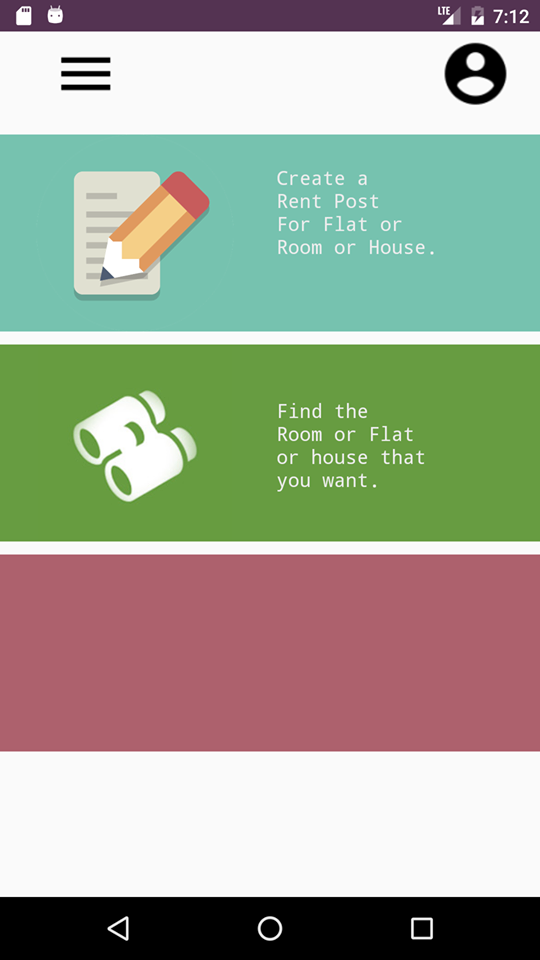 LTE 7:12
Create a
Rent Post
For Flat or
Room or House.
Find the
Room or Flat
or house that
you want.